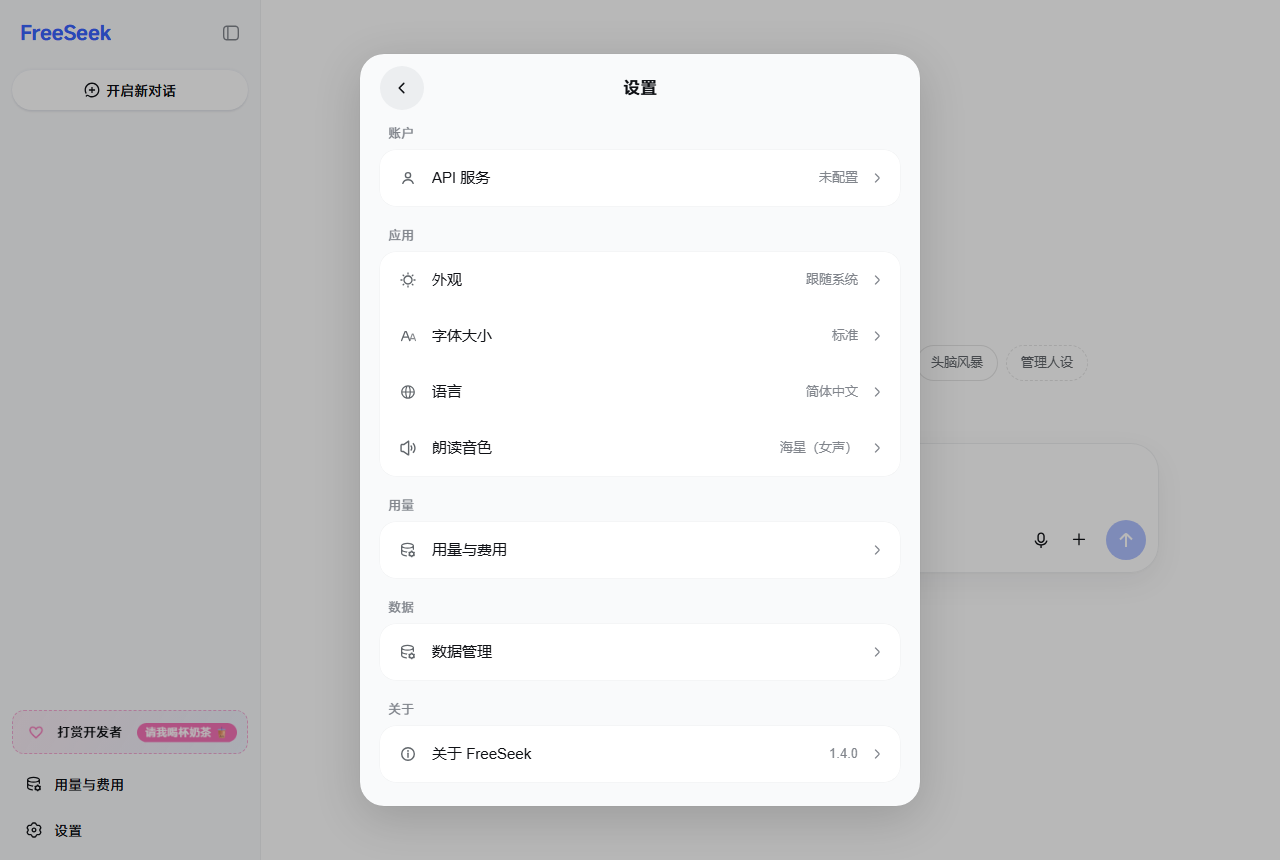 FreeSeek
开启新对话
打赏开发者 请我喝杯奶茶
用量与费用
设置
设置
账户
API 服务 未配置
应用
外观 跟随系统
字体大小 标准
语言 简体中文
朗读音色 海星（女声）
用量
用量与费用
数据
数据管理
关于
关于 FreeSeek 1.4.0
头脑风暴 管理人设